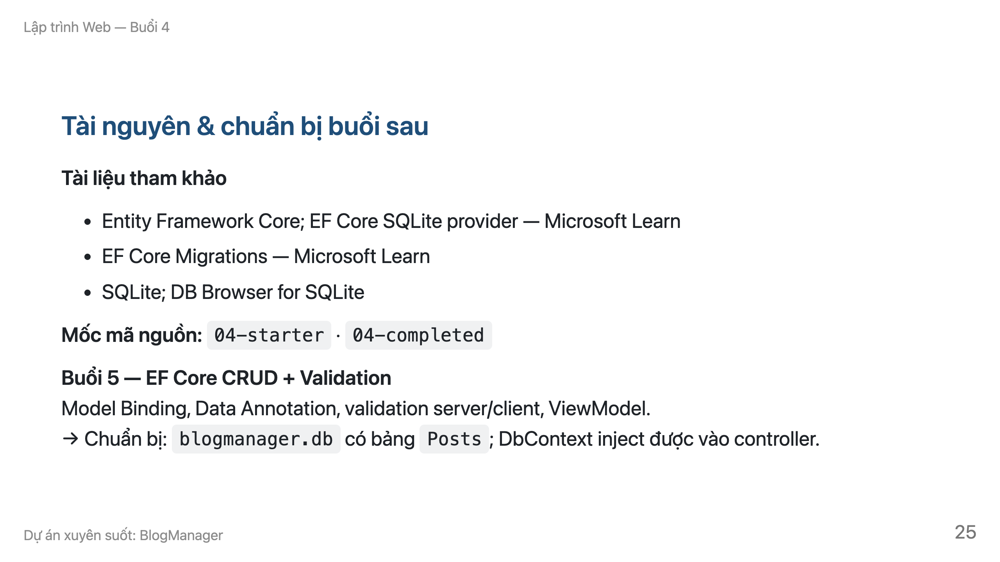 Lập trình Web — Buổi 4
Tài nguyên & chuẩn bị buổi sau
Tài liệu tham khảo
• Entity Framework Core; EF Core SQLite provider — Microsoft Learn
• EF Core Migrations — Microsoft Learn
• SQLite; DB Browser for SQLite
Mốc mã nguồn: 04-starter · 04-completed
Buổi 5 — EF Core CRUD + Validation
Model Binding, Data Annotation, validation server/client, ViewModel.
→ Chuẩn bị: blogmanager.db có bảng Posts; DbContext inject được vào controller.
Dự án xuyên suốt: BlogManager
25